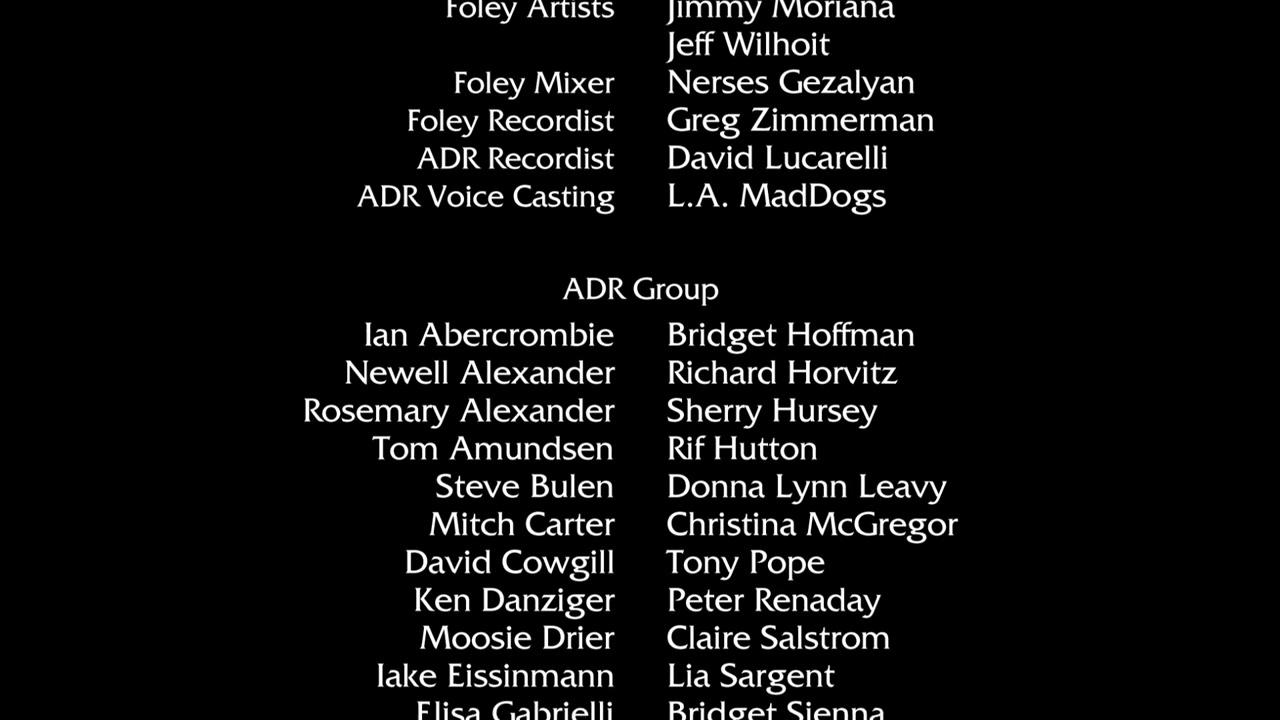 Foley Artists Jimmy Moriana
Jeff Wilhoit
Foley Mixer Nerses Gezalyan
Foley Recordist Greg Zimmerman
ADR Recordist David Lucarelli
ADR Voice Casting L.A. MadDogs
ADR Group
Ian Abercrombie Bridget Hoffman
Newell Alexander Richard Horvitz
Rosemary Alexander Sherry Hursey
Tom Amundsen Rif Hutton
Steve Bulen Donna Lynn Leavy
Mitch Carter Christina McGregor
David Cowgill Tony Pope
Ken Danziger Peter Renaday
Moosie Drier Claire Salstrom
Iake Eissinmann Lia Sargent
Elisa Gabrielli Bridget Sienna